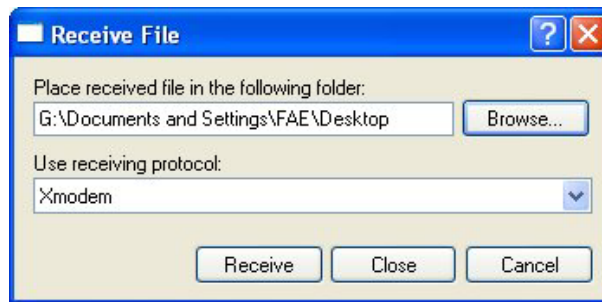 Receive File
Place received file in the following folder:
G:\Documents and Settings\FAE\Desktop
Browse...
Use receiving protocol:
Xmodem
Receive Close Cancel